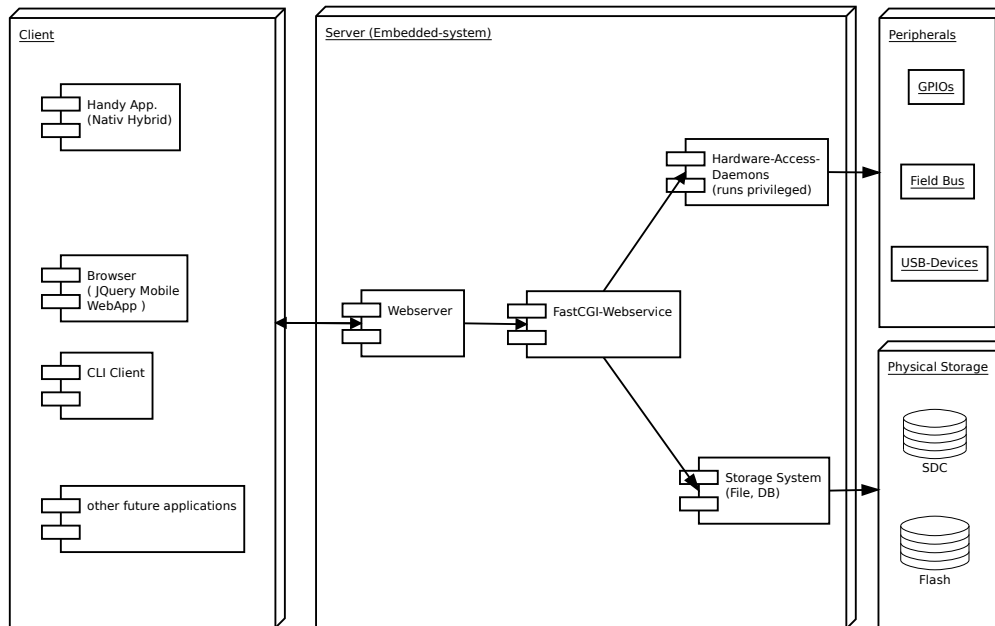 Client
Handy App.
(Nativ Hybrid)
Browser
( JQuery Mobile
WebApp )
CLI Client
other future applications
Server (Embedded-system)
Webserver
FastCGI-Webservice
Hardware-Access-
Daemons
(runs privileged)
Storage System
(File, DB)
Peripherals
GPIOs
Field Bus
USB-Devices
Physical Storage
SDC
Flash